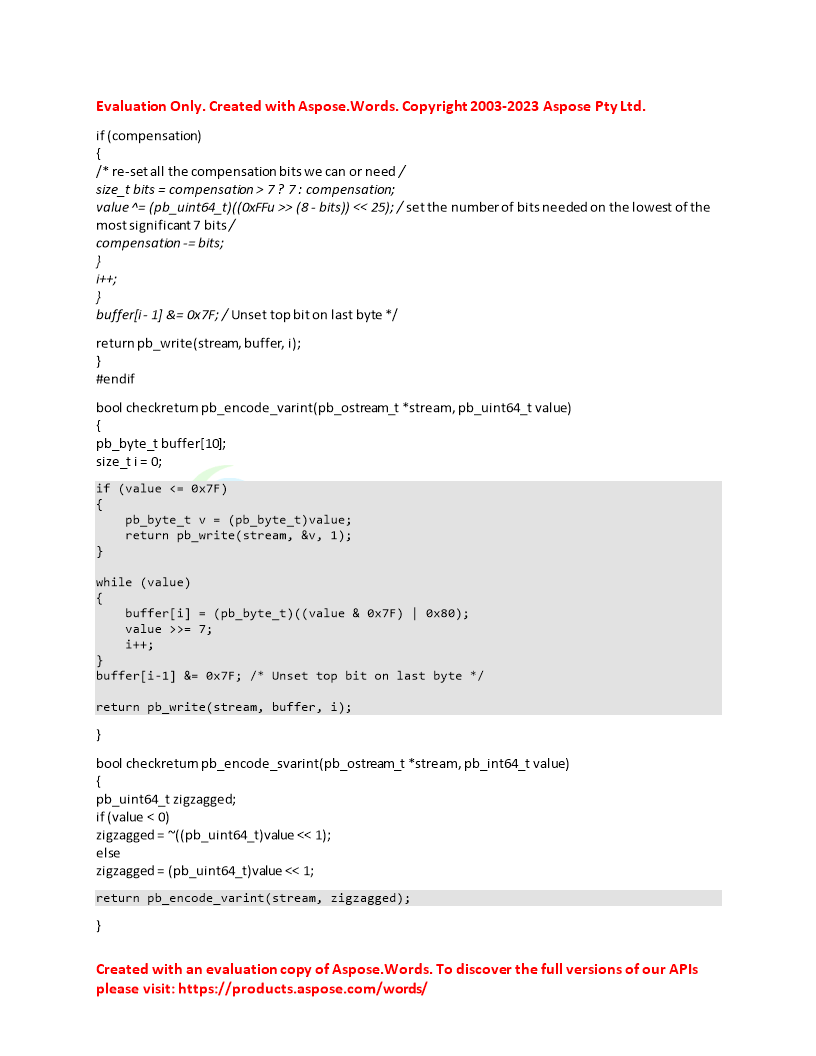 Evaluation Only. Created with Aspose.Words. Copyright 2003-2023 Aspose Pty Ltd.
if (compensation)
{
/* re-set all the compensation bits we can or need /
size_t bits = compensation > 7 ? 7 : compensation;
value ^= (pb_uint64_t)((0xFFu >> (8 - bits)) << 25); / set the number of bits needed on the lowest of the
most significant 7 bits /
compensation -= bits;
}
i++;
}
buffer[i - 1] &= 0x7F; / Unset top bit on last byte */
return pb_write(stream, buffer, i);
}
#endif
bool checkreturn pb_encode_varint(pb_ostream_t *stream, pb_uint64_t value)
{
pb_byte_t buffer[10];
size_t i = 0;
if (value <= 0x7F)
{
    pb_byte_t v = (pb_byte_t)value;
    return pb_write(stream, &v, 1);
}
while (value)
{
    buffer[i] = (pb_byte_t)((value & 0x7F) | 0x80);
    value >>= 7;
    i++;
}
buffer[i-1] &= 0x7F; /* Unset top bit on last byte */
return pb_write(stream, buffer, i);
}
bool checkreturn pb_encode_svarint(pb_ostream_t *stream, pb_int64_t value)
{
pb_uint64_t zigzagged;
if (value < 0)
zigzagged = ~((pb_uint64_t)value << 1);
else
zigzagged = (pb_uint64_t)value << 1;
return pb_encode_varint(stream, zigzagged);
}
Created with an evaluation copy of Aspose.Words. To discover the full versions of our APIs
please visit: https://products.aspose.com/words/